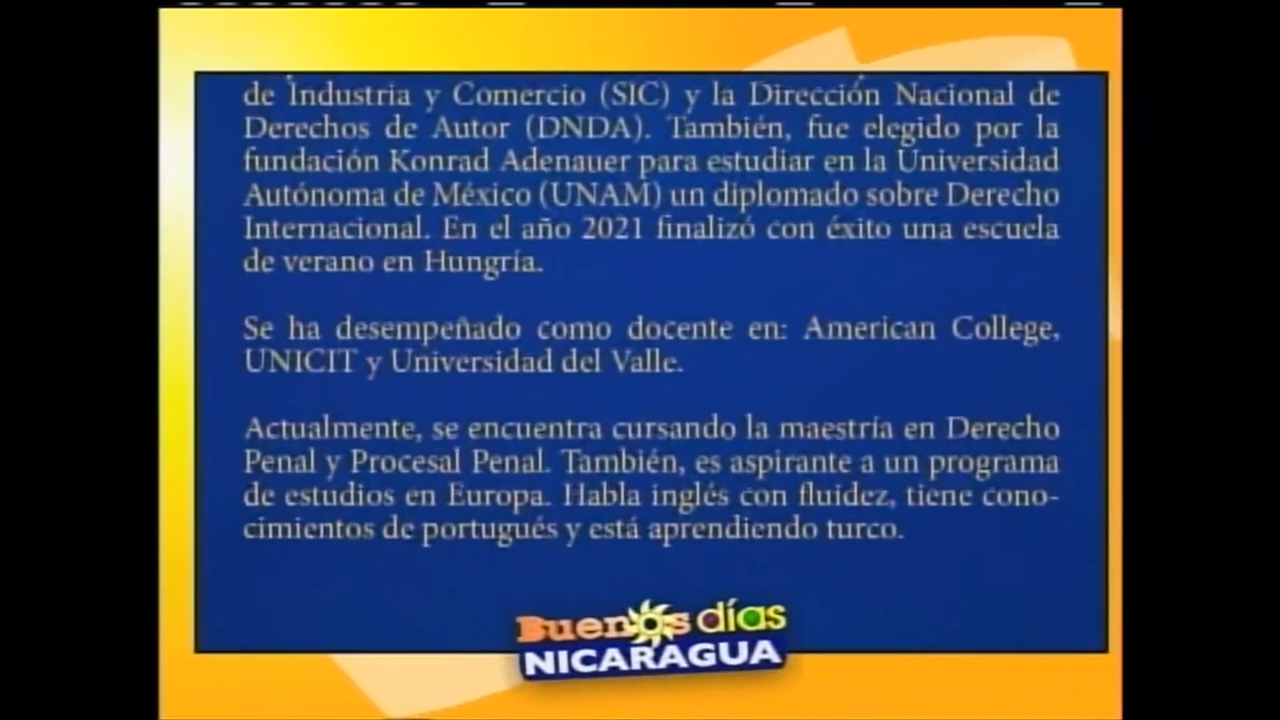 de Industria y Comercio (SIC) y la Dirección Nacional de
Derechos de Autor (DNDA). También, fue elegido por la
fundación Konrad Adenauer para estudiar en la Universidad
Autónoma de México (UNAM) un diplomado sobre Derecho
Internacional. En el año 2021 finalizó con éxito una escuela
de verano en Hungría.
Se ha desempeñado como docente en: American College,
UNICIT y Universidad del Valle.
Actualmente, se encuentra cursando la maestría en Derecho
Penal y Procesal Penal. También, es aspirante a un programa
de estudios en Europa. Habla inglés con fluidez, tiene cono-
cimientos de portugués y está aprendiendo turco.
Buenos días
NICARAGUA